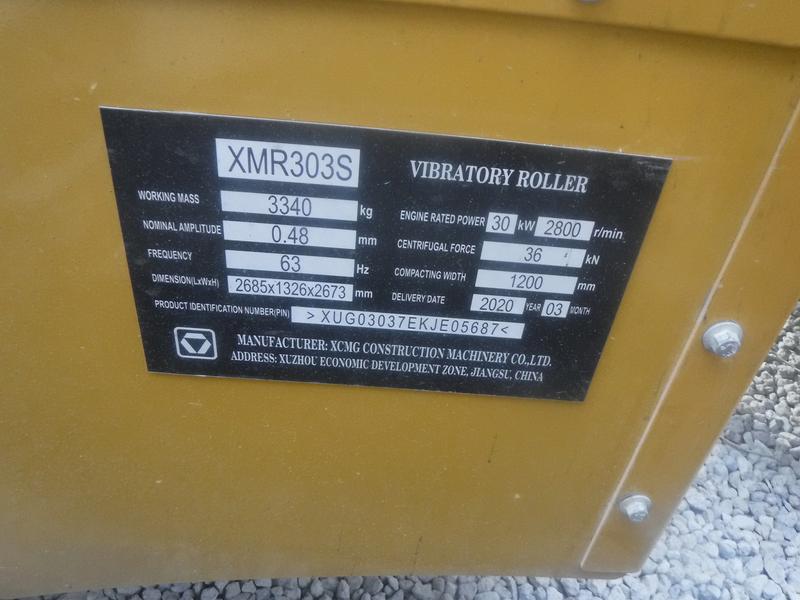 XMR303S
VIBRATORY ROLLER
WORKING MASS 3340 kg
NOMINAL AMPLITUDE 0.48 mm
FREQUENCY 63 Hz
DIMENSION(LxWxH) 2685x1326x2673 mm
ENGINE RATED POWER 30 kW 2800 r/min
CENTRIFUGAL FORCE 36 kN
COMPACTING WIDTH 1200 mm
DELIVERY DATE 2020 YEAR 03 MONTH
PRODUCT IDENTIFICATION NUMBER(PIN) >XUG03037EKJE05687<
MANUFACTURER: XCMG CONSTRUCTION MACHINERY CO.,LTD.
ADDRESS: XUZHOU ECONOMIC DEVELOPMENT ZONE, JIANGSU, CHINA